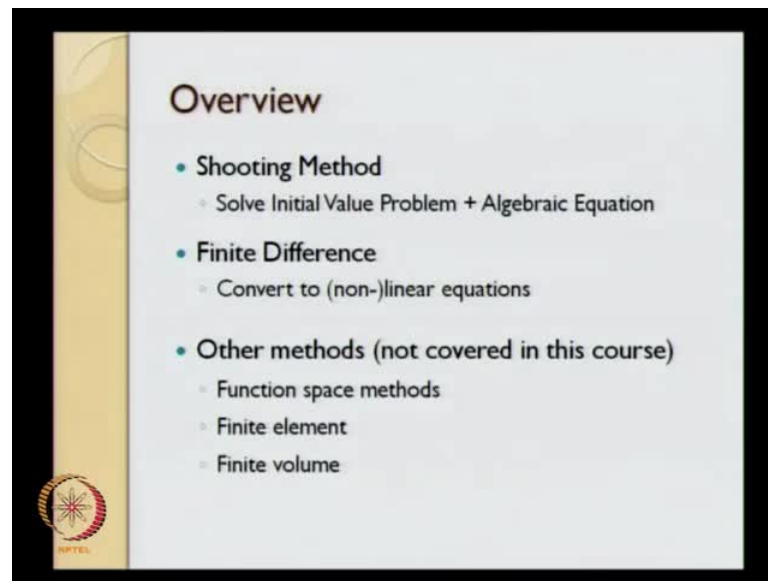 Overview
• Shooting Method
◦ Solve Initial Value Problem + Algebraic Equation
• Finite Difference
◦ Convert to (non-)linear equations
• Other methods (not covered in this course)
◦ Function space methods
◦ Finite element
◦ Finite volume
NPTEL